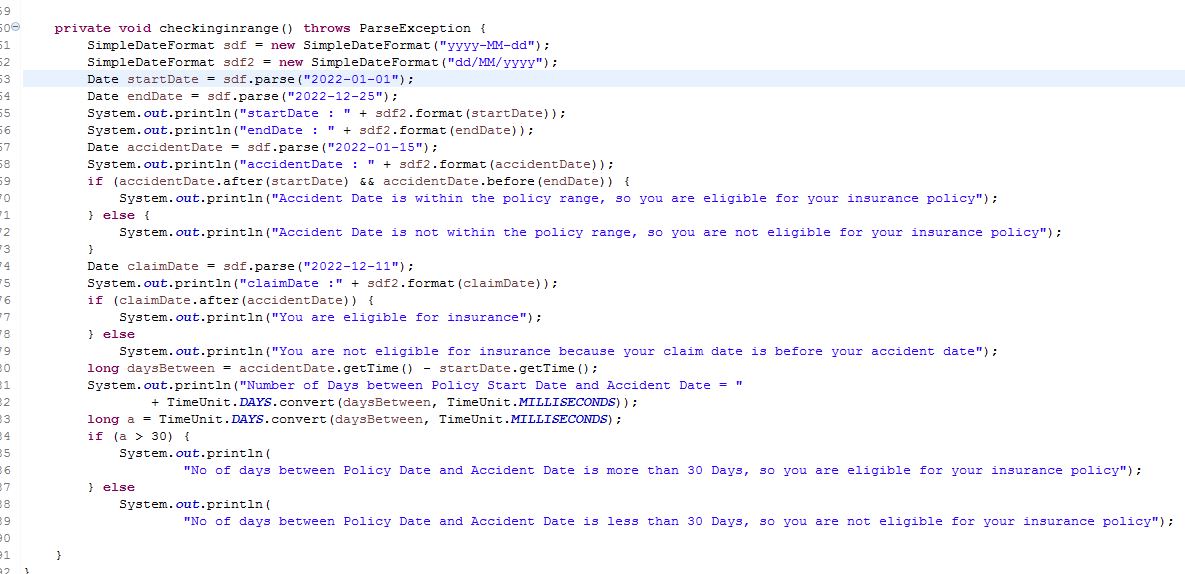 59
60 private void checkinginrange() throws ParseException {
61 SimpleDateFormat sdf = new SimpleDateFormat("yyyy-MM-dd");
62 SimpleDateFormat sdf2 = new SimpleDateFormat("dd/MM/yyyy");
63 Date startDate = sdf.parse("2022-01-01");
64 Date endDate = sdf.parse("2022-12-25");
65 System.out.println("startDate : " + sdf2.format(startDate));
66 System.out.println("endDate : " + sdf2.format(endDate));
67 Date accidentDate = sdf.parse("2022-01-15");
68 System.out.println("accidentDate : " + sdf2.format(accidentDate));
69 if (accidentDate.after(startDate) && accidentDate.before(endDate)) {
70 System.out.println("Accident Date is within the policy range, so you are eligible for your insurance policy");
71 } else {
72 System.out.println("Accident Date is not within the policy range, so you are not eligible for your insurance policy");
73 }
74 Date claimDate = sdf.parse("2022-12-11");
75 System.out.println("claimDate :" + sdf2.format(claimDate));
76 if (claimDate.after(accidentDate)) {
77 System.out.println("You are eligible for insurance");
78 } else
79 System.out.println("You are not eligible for insurance because your claim date is before your accident date");
80 long daysBetween = accidentDate.getTime() - startDate.getTime();
81 System.out.println("Number of Days between Policy Start Date and Accident Date = "
82 + TimeUnit.DAYS.convert(daysBetween, TimeUnit.MILLISECONDS));
83 long a = TimeUnit.DAYS.convert(daysBetween, TimeUnit.MILLISECONDS);
84 if (a > 30) {
85 System.out.println(
86 "No of days between Policy Date and Accident Date is more than 30 Days, so you are eligible for your insurance policy");
87 } else
88 System.out.println(
89 "No of days between Policy Date and Accident Date is less than 30 Days, so you are not eligible for your insurance policy");
90
91 }
92 }